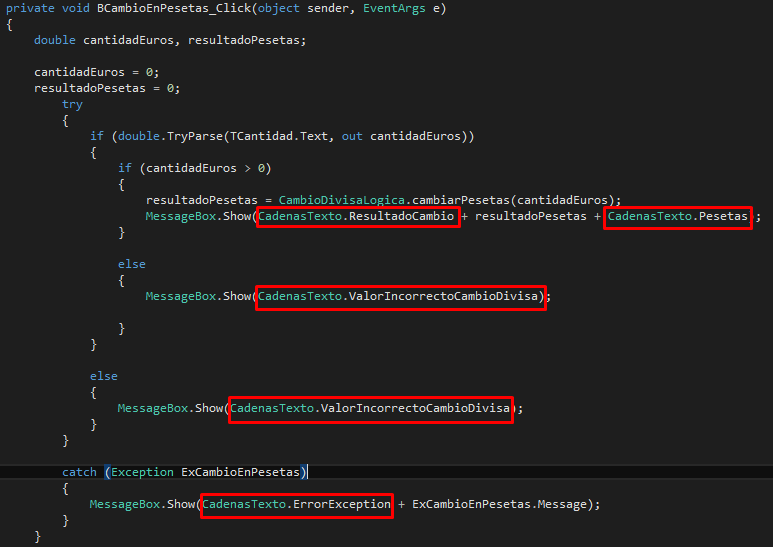 private void BCambioEnPesetas_Click(object sender, EventArgs e)
{
double cantidadEuros, resultadoPesetas;
cantidadEuros = 0;
resultadoPesetas = 0;
try
{
if (double.TryParse(TCantidad.Text, out cantidadEuros))
{
if (cantidadEuros > 0)
{
resultadoPesetas = CambioDivisaLogica.cambiarPesetas(cantidadEuros);
MessageBox.Show(CadenasTexto.ResultadoCambio + resultadoPesetas + CadenasTexto.Pesetas);
}
else
{
MessageBox.Show(CadenasTexto.ValorIncorrectoCambioDivisa);
}
}
else
{
MessageBox.Show(CadenasTexto.ValorIncorrectoCambioDivisa);
}
}
catch (Exception ExCambioEnPesetas)
{
MessageBox.Show(CadenasTexto.ErrorException + ExCambioEnPesetas.Message);
}
}